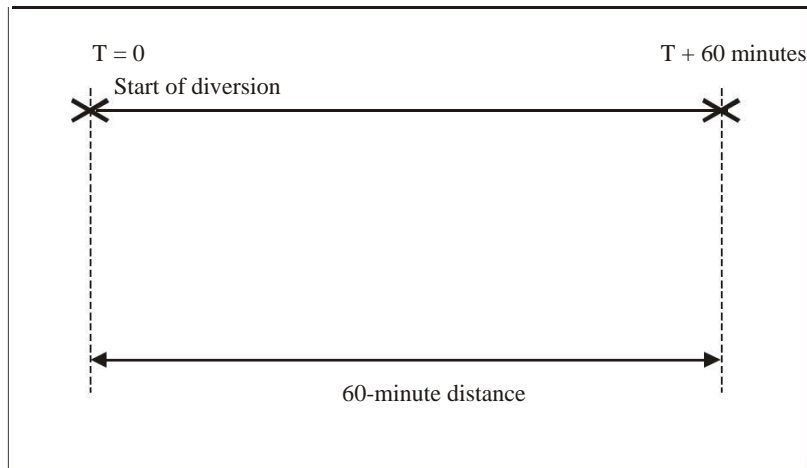 T = 0
T + 60 minutes
Start of diversion
60-minute distance